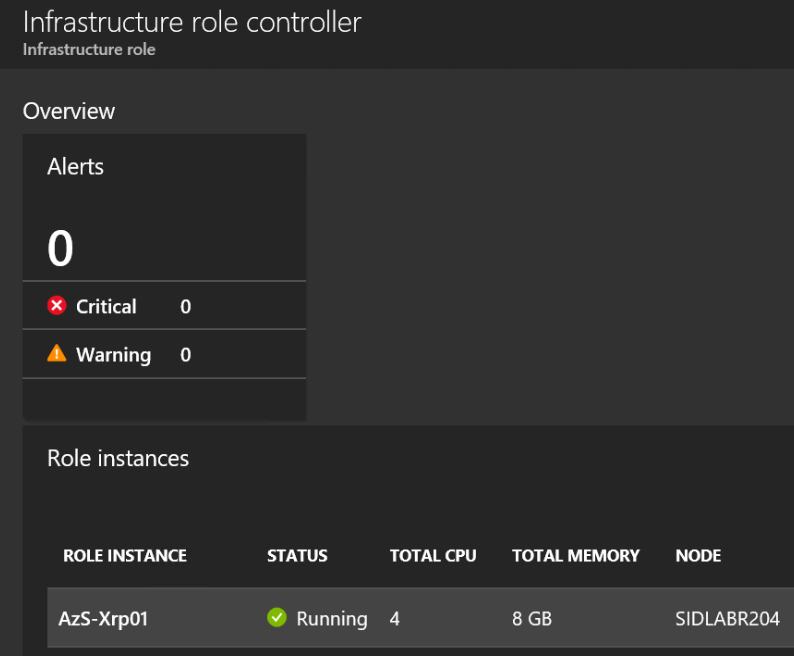 Infrastructure role controller
Infrastructure role
Overview
Alerts
0
Critical 0
Warning 0
Role instances
ROLE INSTANCE STATUS TOTAL CPU TOTAL MEMORY NODE
AzS-Xrp01 Running 4 8 GB SIDLABR204